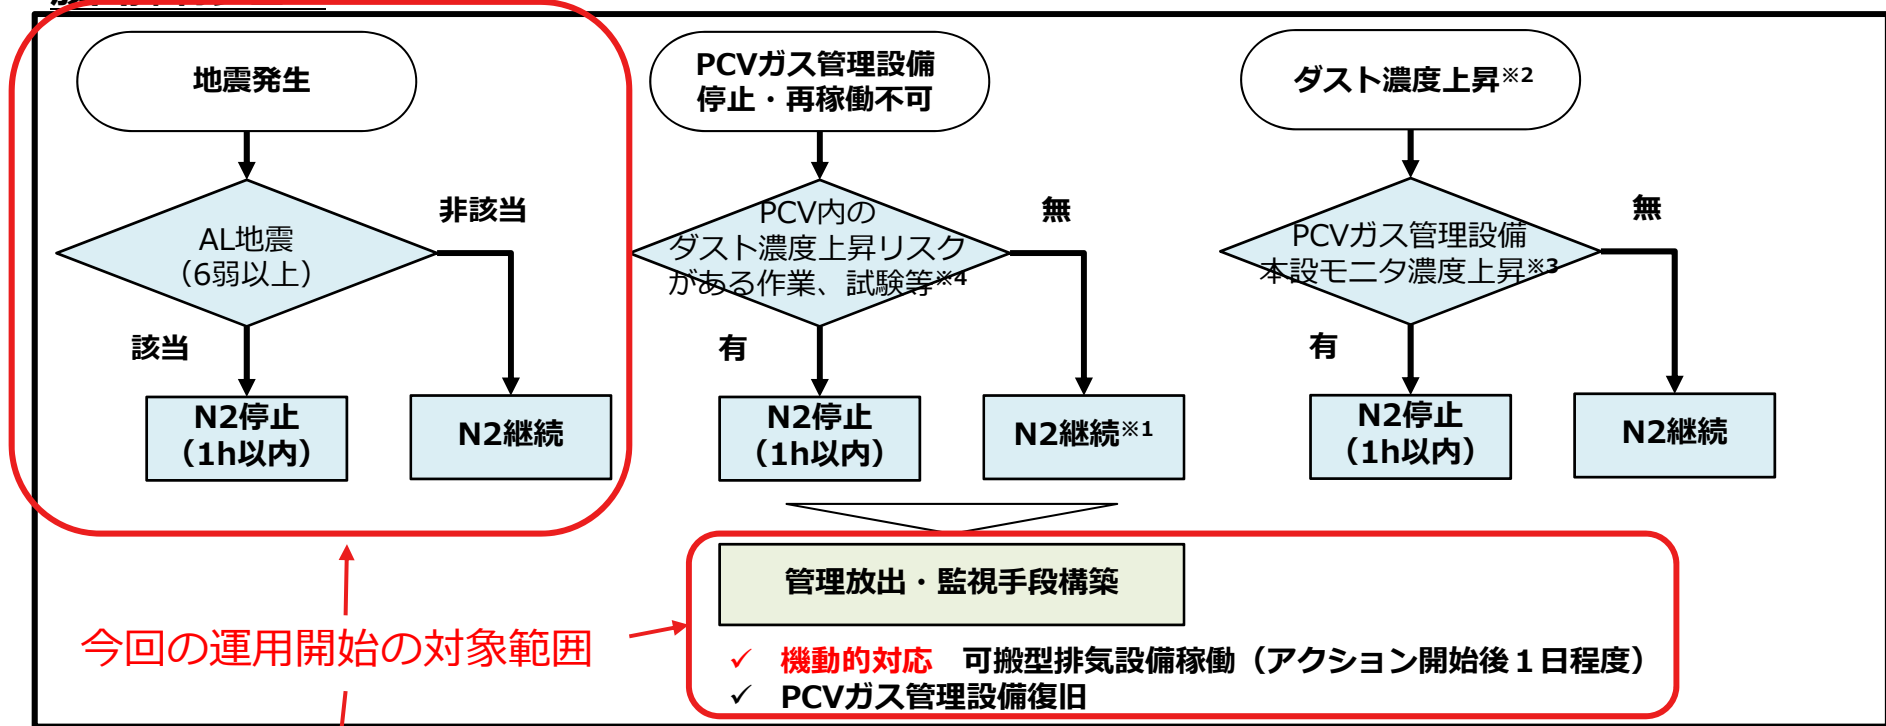 地震発生
AL地震
（6弱以上）
非該当
該当
N2停止
（1h以内）
N2継続
PCVガス管理設備
停止・再稼働不可
PCV内の
ダスト濃度上昇リスク
がある作業、試験等※4
無
有
N2停止
（1h以内）
N2継続※1
ダスト濃度上昇※2
PCVガス管理設備
本設モニタ濃度上昇※3
無
有
N2停止
（1h以内）
N2継続
管理放出・監視手段構築
今回の運用開始の対象範囲
✓ 機動的対応　可搬型排気設備稼働（アクション開始後１日程度）
✓ PCVガス管理設備復旧